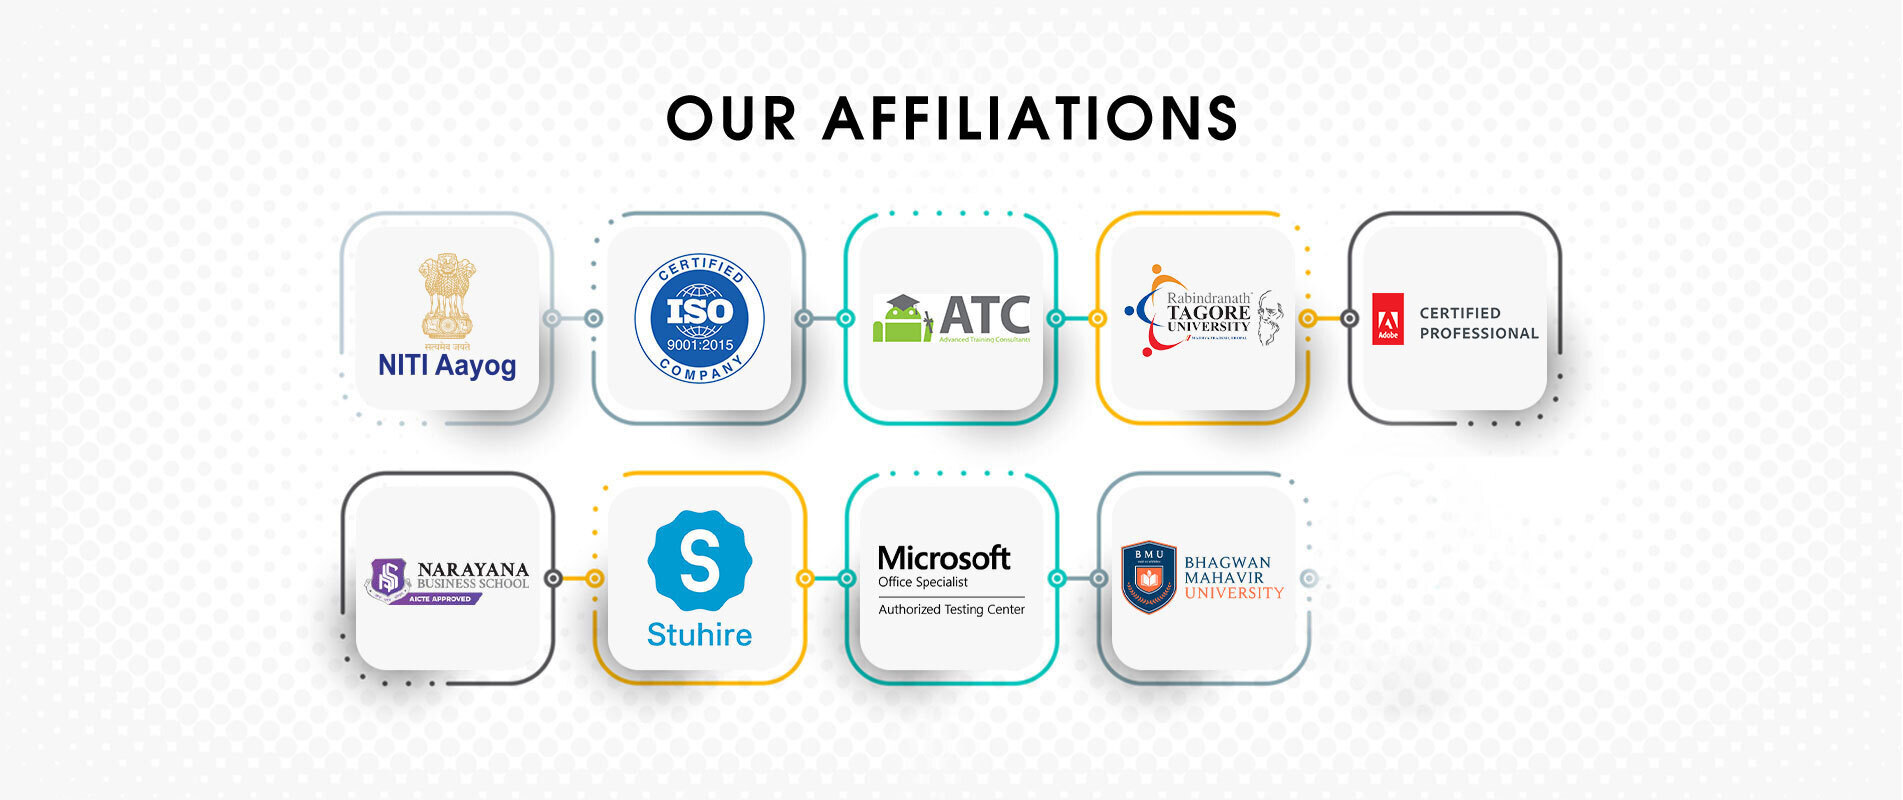 OUR AFFILIATIONS
सत्यमेव जयते
NITI Aayog
CERTIFIED
ISO
9001:2015
COMPANY
ATC
Advanced Training Consultants
Rabindranath
TAGORE
UNIVERSITY
Adobe
CERTIFIED
PROFESSIONAL
NARAYANA
BUSINESS SCHOOL
AICTE APPROVED
S
Stuhire
Microsoft
Office Specialist
Authorized Testing Center
BMU
BHAGWAN
MAHAVIR
UNIVERSITY